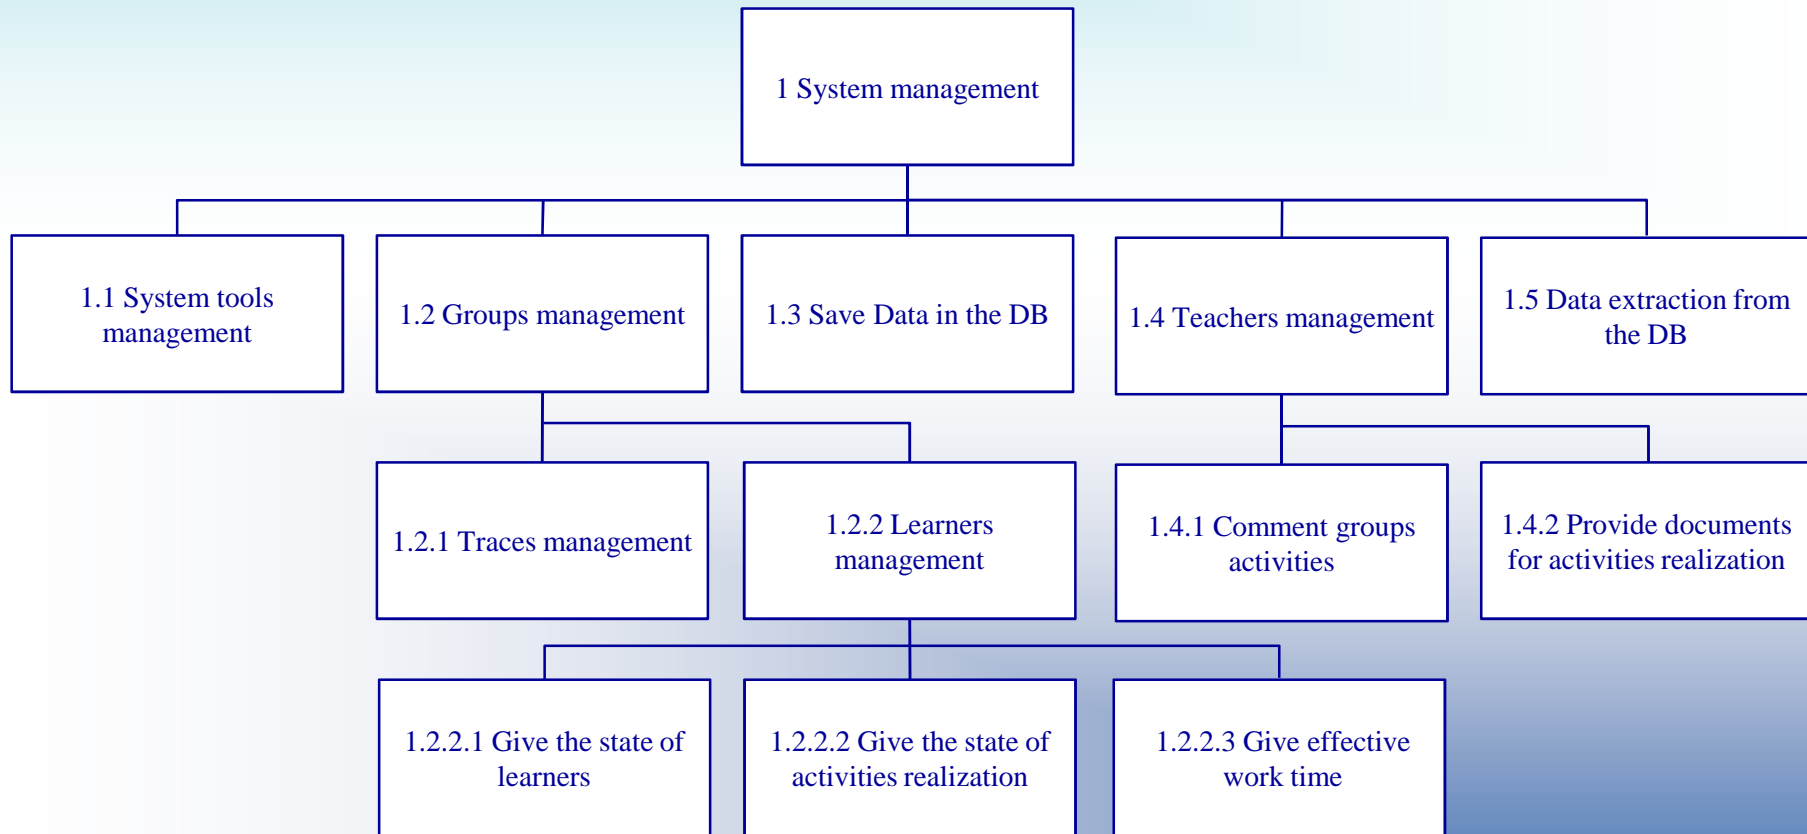 1 System management
1.1 System tools
management
1.2 Groups management
1.3 Save Data in the DB
1.4 Teachers management
1.5 Data extraction from
the DB
1.2.1 Traces management
1.2.2 Learners
management
1.4.1 Comment groups
activities
1.4.2 Provide documents
for activities realization
1.2.2.1 Give the state of
learners
1.2.2.2 Give the state of
activities realization
1.2.2.3 Give effective
work time